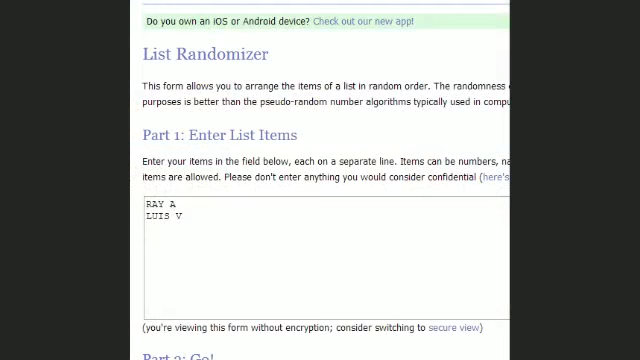 Do you own an iOS or Android device? Check out our new app!
List Randomizer
This form allows you to arrange the items of a list in random order. The randomness
purposes is better than the pseudo-random number algorithms typically used in
Part 1: Enter List Items
Enter your items in the field below, each on a separate line. Items can be numbers,
items are allowed. Please don't enter anything you would consider confidential (here's
RAY A
LUIS V
(you're viewing this form without encryption; consider switching to secure view)
Part 2: Go!